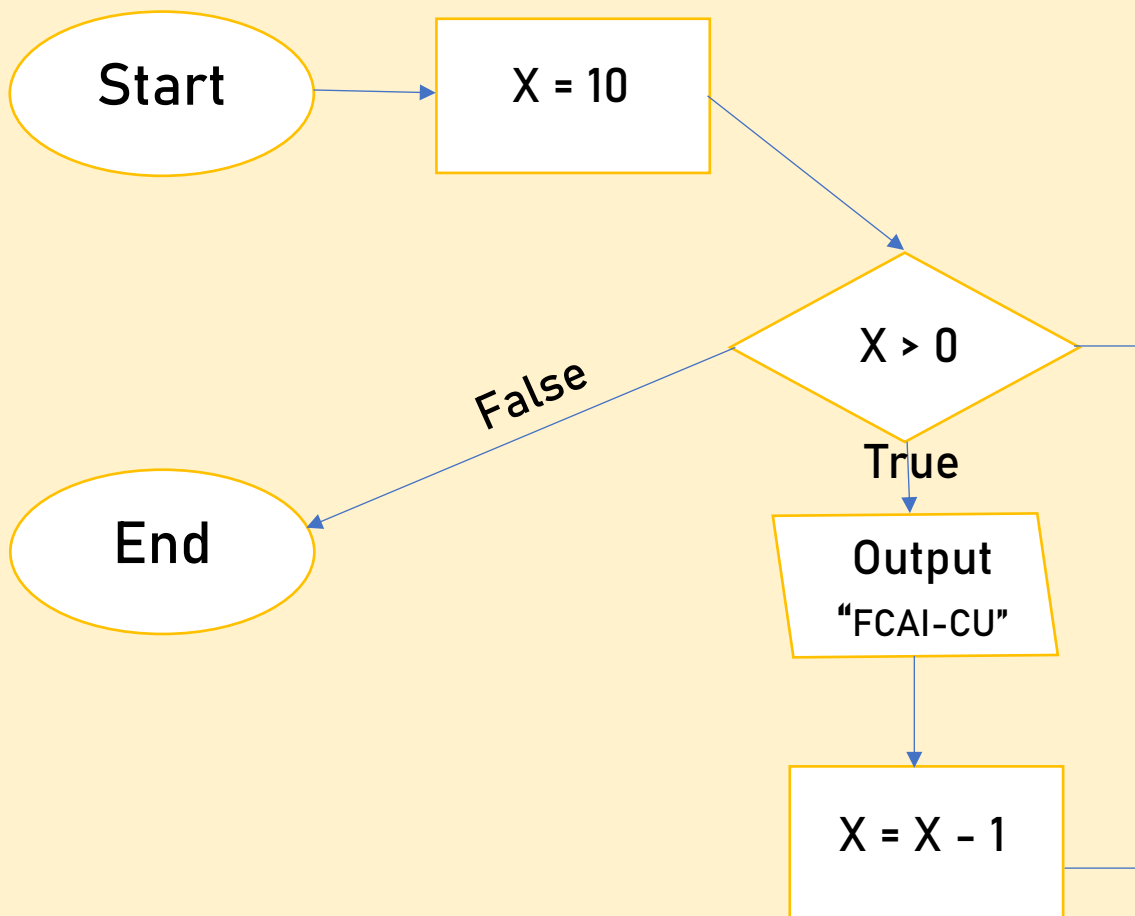 Start
X = 10
X > 0
False
True
End
Output
“FCAI-CU”
X = X - 1